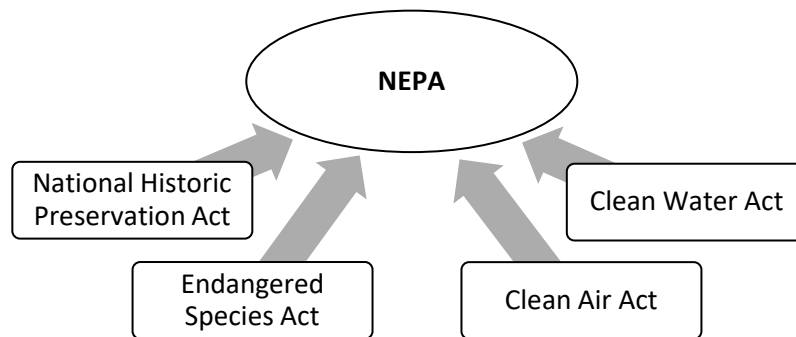 NEPA
National Historic
Preservation Act
Clean Water Act
Endangered
Species Act
Clean Air Act